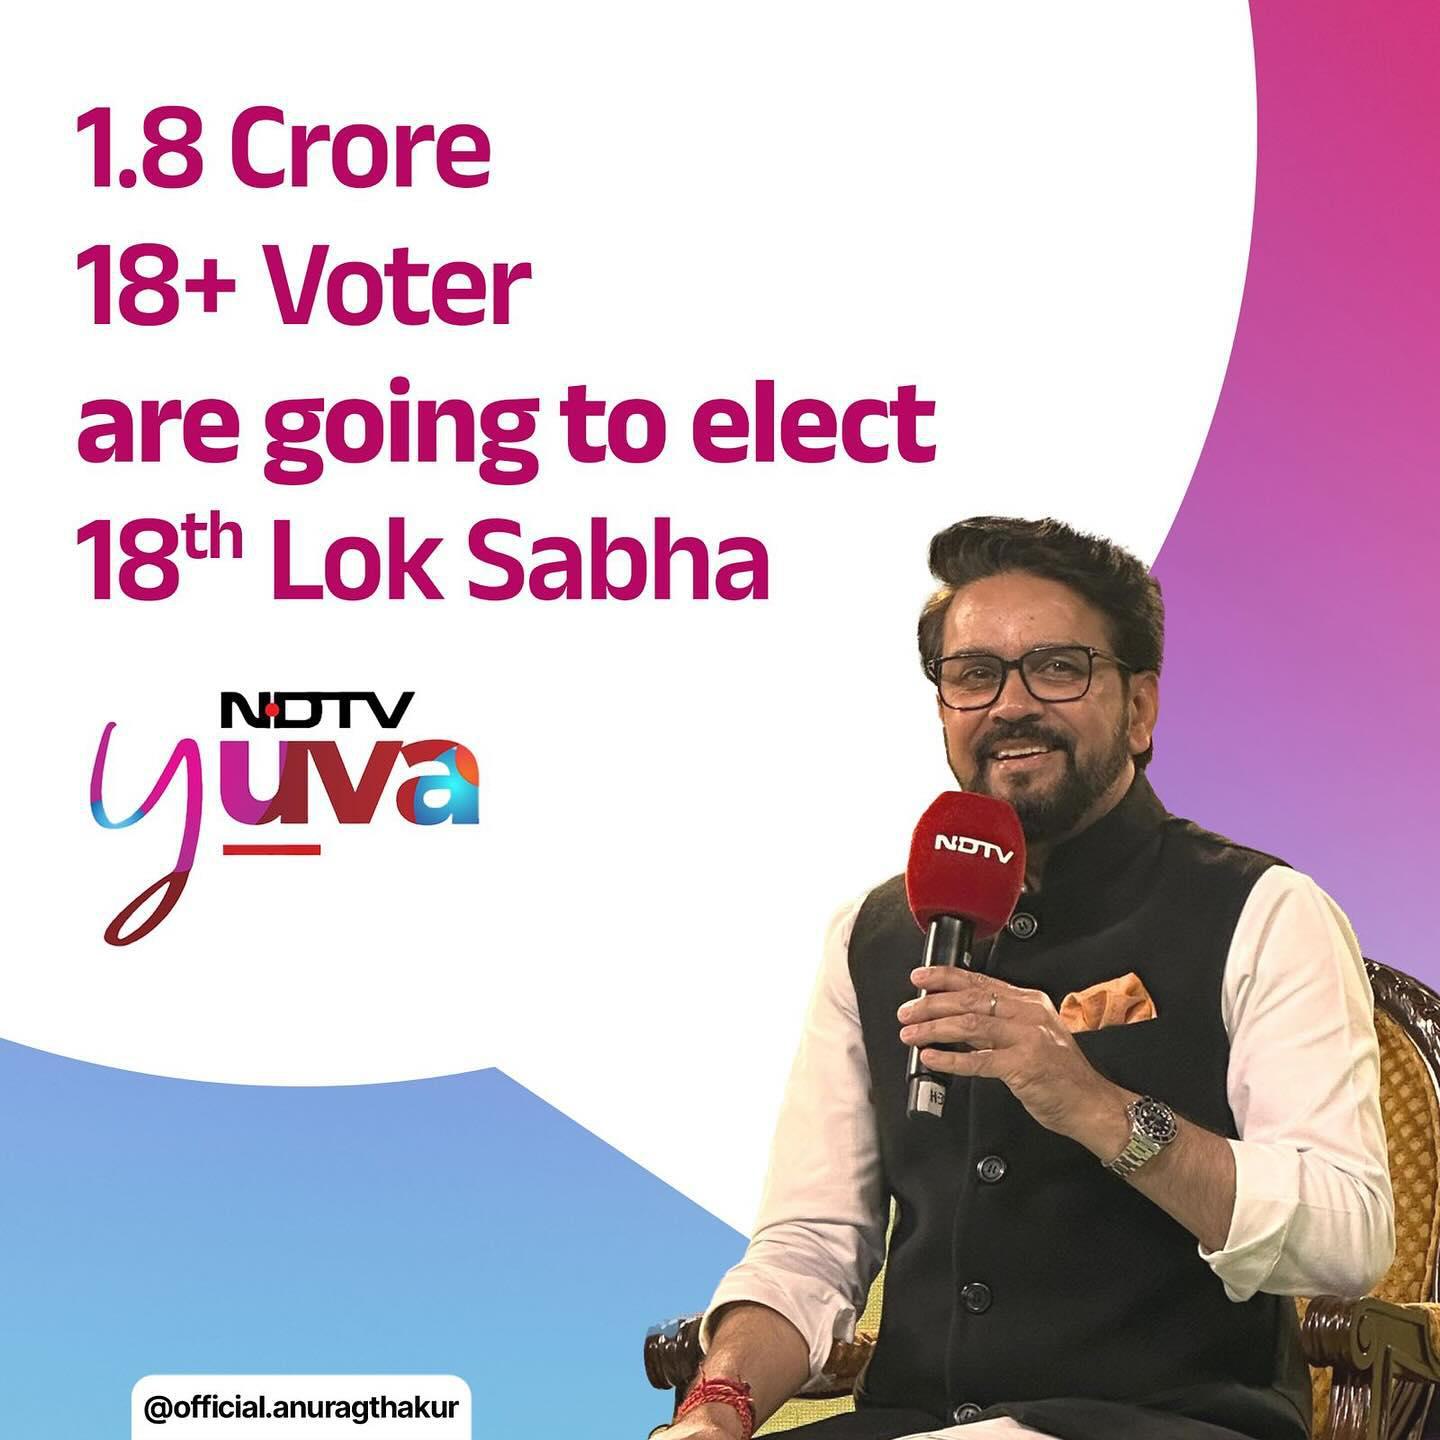 1.8 Crore
18+ Voter
are going to elect
18th Lok Sabha
NDTV
yuva
NDTV
@official.anuragthakur